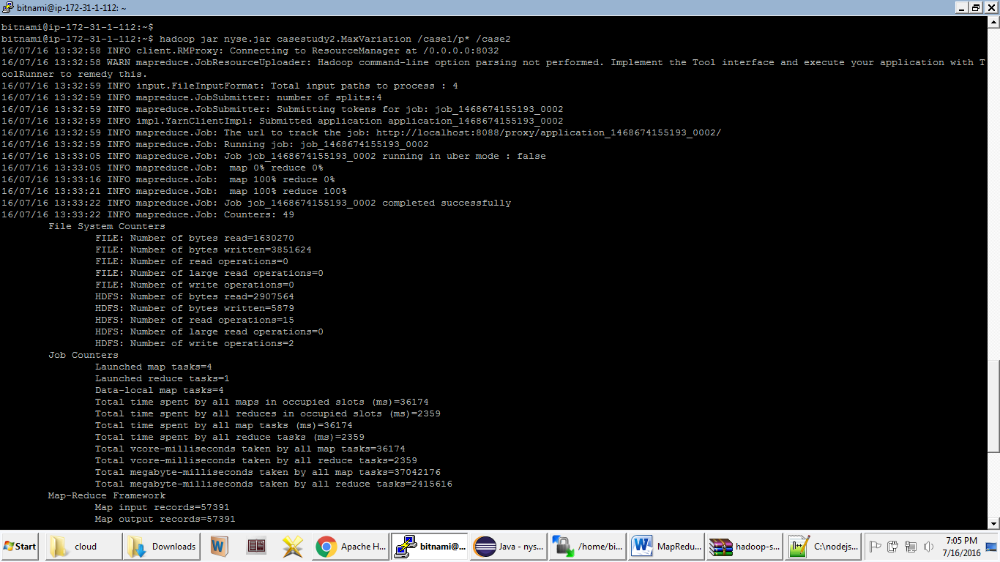 bitnami@ip-172-31-1-112: ~
bitnami@ip-172-31-1-112:~$
bitnami@ip-172-31-1-112:~$ hadoop jar nyse.jar casestudy2.MaxVariation /case1/p* /case2
16/07/16 13:32:58 INFO client.RMProxy: Connecting to ResourceManager at /0.0.0.0:8032
16/07/16 13:32:58 WARN mapreduce.JobResourceUploader: Hadoop command-line option parsing not performed. Implement the Tool interface and execute your application with T
oolRunner to remedy this.
16/07/16 13:32:59 INFO input.FileInputFormat: Total input paths to process : 4
16/07/16 13:32:59 INFO mapreduce.JobSubmitter: number of splits:4
16/07/16 13:32:59 INFO mapreduce.JobSubmitter: Submitting tokens for job: job_1468674155193_0002
16/07/16 13:32:59 INFO impl.YarnClientImpl: Submitted application application_1468674155193_0002
16/07/16 13:32:59 INFO mapreduce.Job: The url to track the job: http://localhost:8088/proxy/application_1468674155193_0002/
16/07/16 13:32:59 INFO mapreduce.Job: Running job: job_1468674155193_0002
16/07/16 13:33:05 INFO mapreduce.Job: Job job_1468674155193_0002 running in uber mode : false
16/07/16 13:33:05 INFO mapreduce.Job:  map 0% reduce 0%
16/07/16 13:33:16 INFO mapreduce.Job:  map 100% reduce 0%
16/07/16 13:33:21 INFO mapreduce.Job:  map 100% reduce 100%
16/07/16 13:33:22 INFO mapreduce.Job: Job job_1468674155193_0002 completed successfully
16/07/16 13:33:22 INFO mapreduce.Job: Counters: 49
File System Counters
FILE: Number of bytes read=1630270
FILE: Number of bytes written=3851624
FILE: Number of read operations=0
FILE: Number of large read operations=0
FILE: Number of write operations=0
HDFS: Number of bytes read=2907564
HDFS: Number of bytes written=5879
HDFS: Number of read operations=15
HDFS: Number of large read operations=0
HDFS: Number of write operations=2
Job Counters
Launched map tasks=4
Launched reduce tasks=1
Data-local map tasks=4
Total time spent by all maps in occupied slots (ms)=36174
Total time spent by all reduces in occupied slots (ms)=2359
Total time spent by all map tasks (ms)=36174
Total time spent by all reduce tasks (ms)=2359
Total vcore-milliseconds taken by all map tasks=36174
Total vcore-milliseconds taken by all reduce tasks=2359
Total megabyte-milliseconds taken by all map tasks=37042176
Total megabyte-milliseconds taken by all reduce tasks=2415616
Map-Reduce Framework
Map input records=57391
Map output records=57391
Start cloud Downloads Apache H... bitnami@... Java - nys... /home/bi... MapRedu... hadoop-s... C:\nodejs... 7:05 PM
7/16/2016